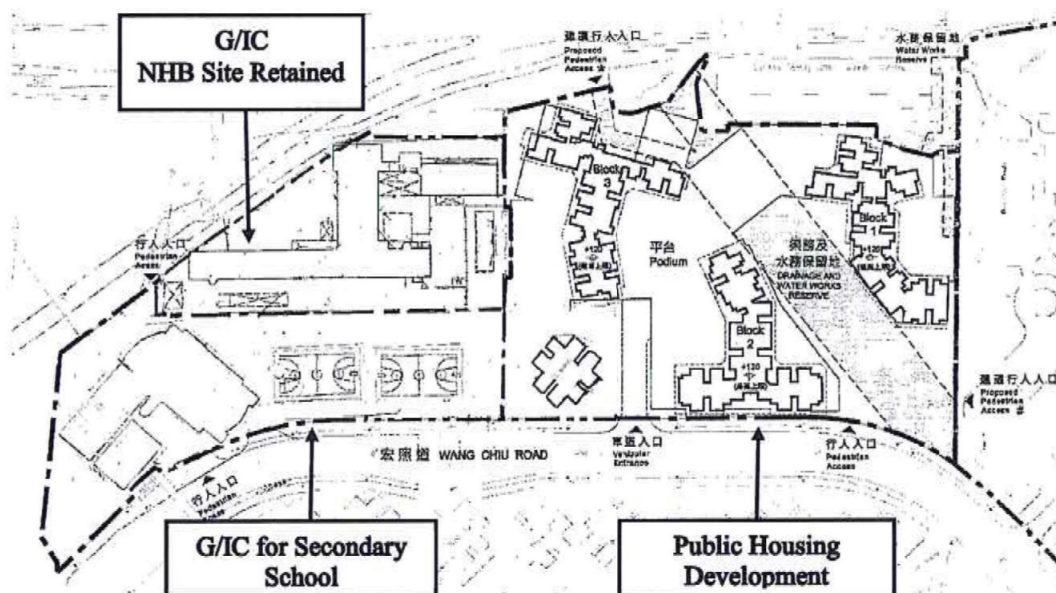 G/IC
NHB Site Retained
建議行人入口
Proposed
Pedestrian
Access
水務保留地
Water Works
Reserve
行人入口
Pedestrian
Access
Block
3
+120
平台
Podium
渠務及
水務保留地
DRAINAGE AND
WATER WORKS
RESERVE
Block
1
+120
Block
2
+120
建議行人入口
Proposed
Pedestrian
Access
宏照道 WANG CHIU ROAD
車道入口
Vehicular
Entrance
行人入口
Pedestrian
Access
行人入口
Pedestrian
Access
G/IC for Secondary
School
Public Housing
Development